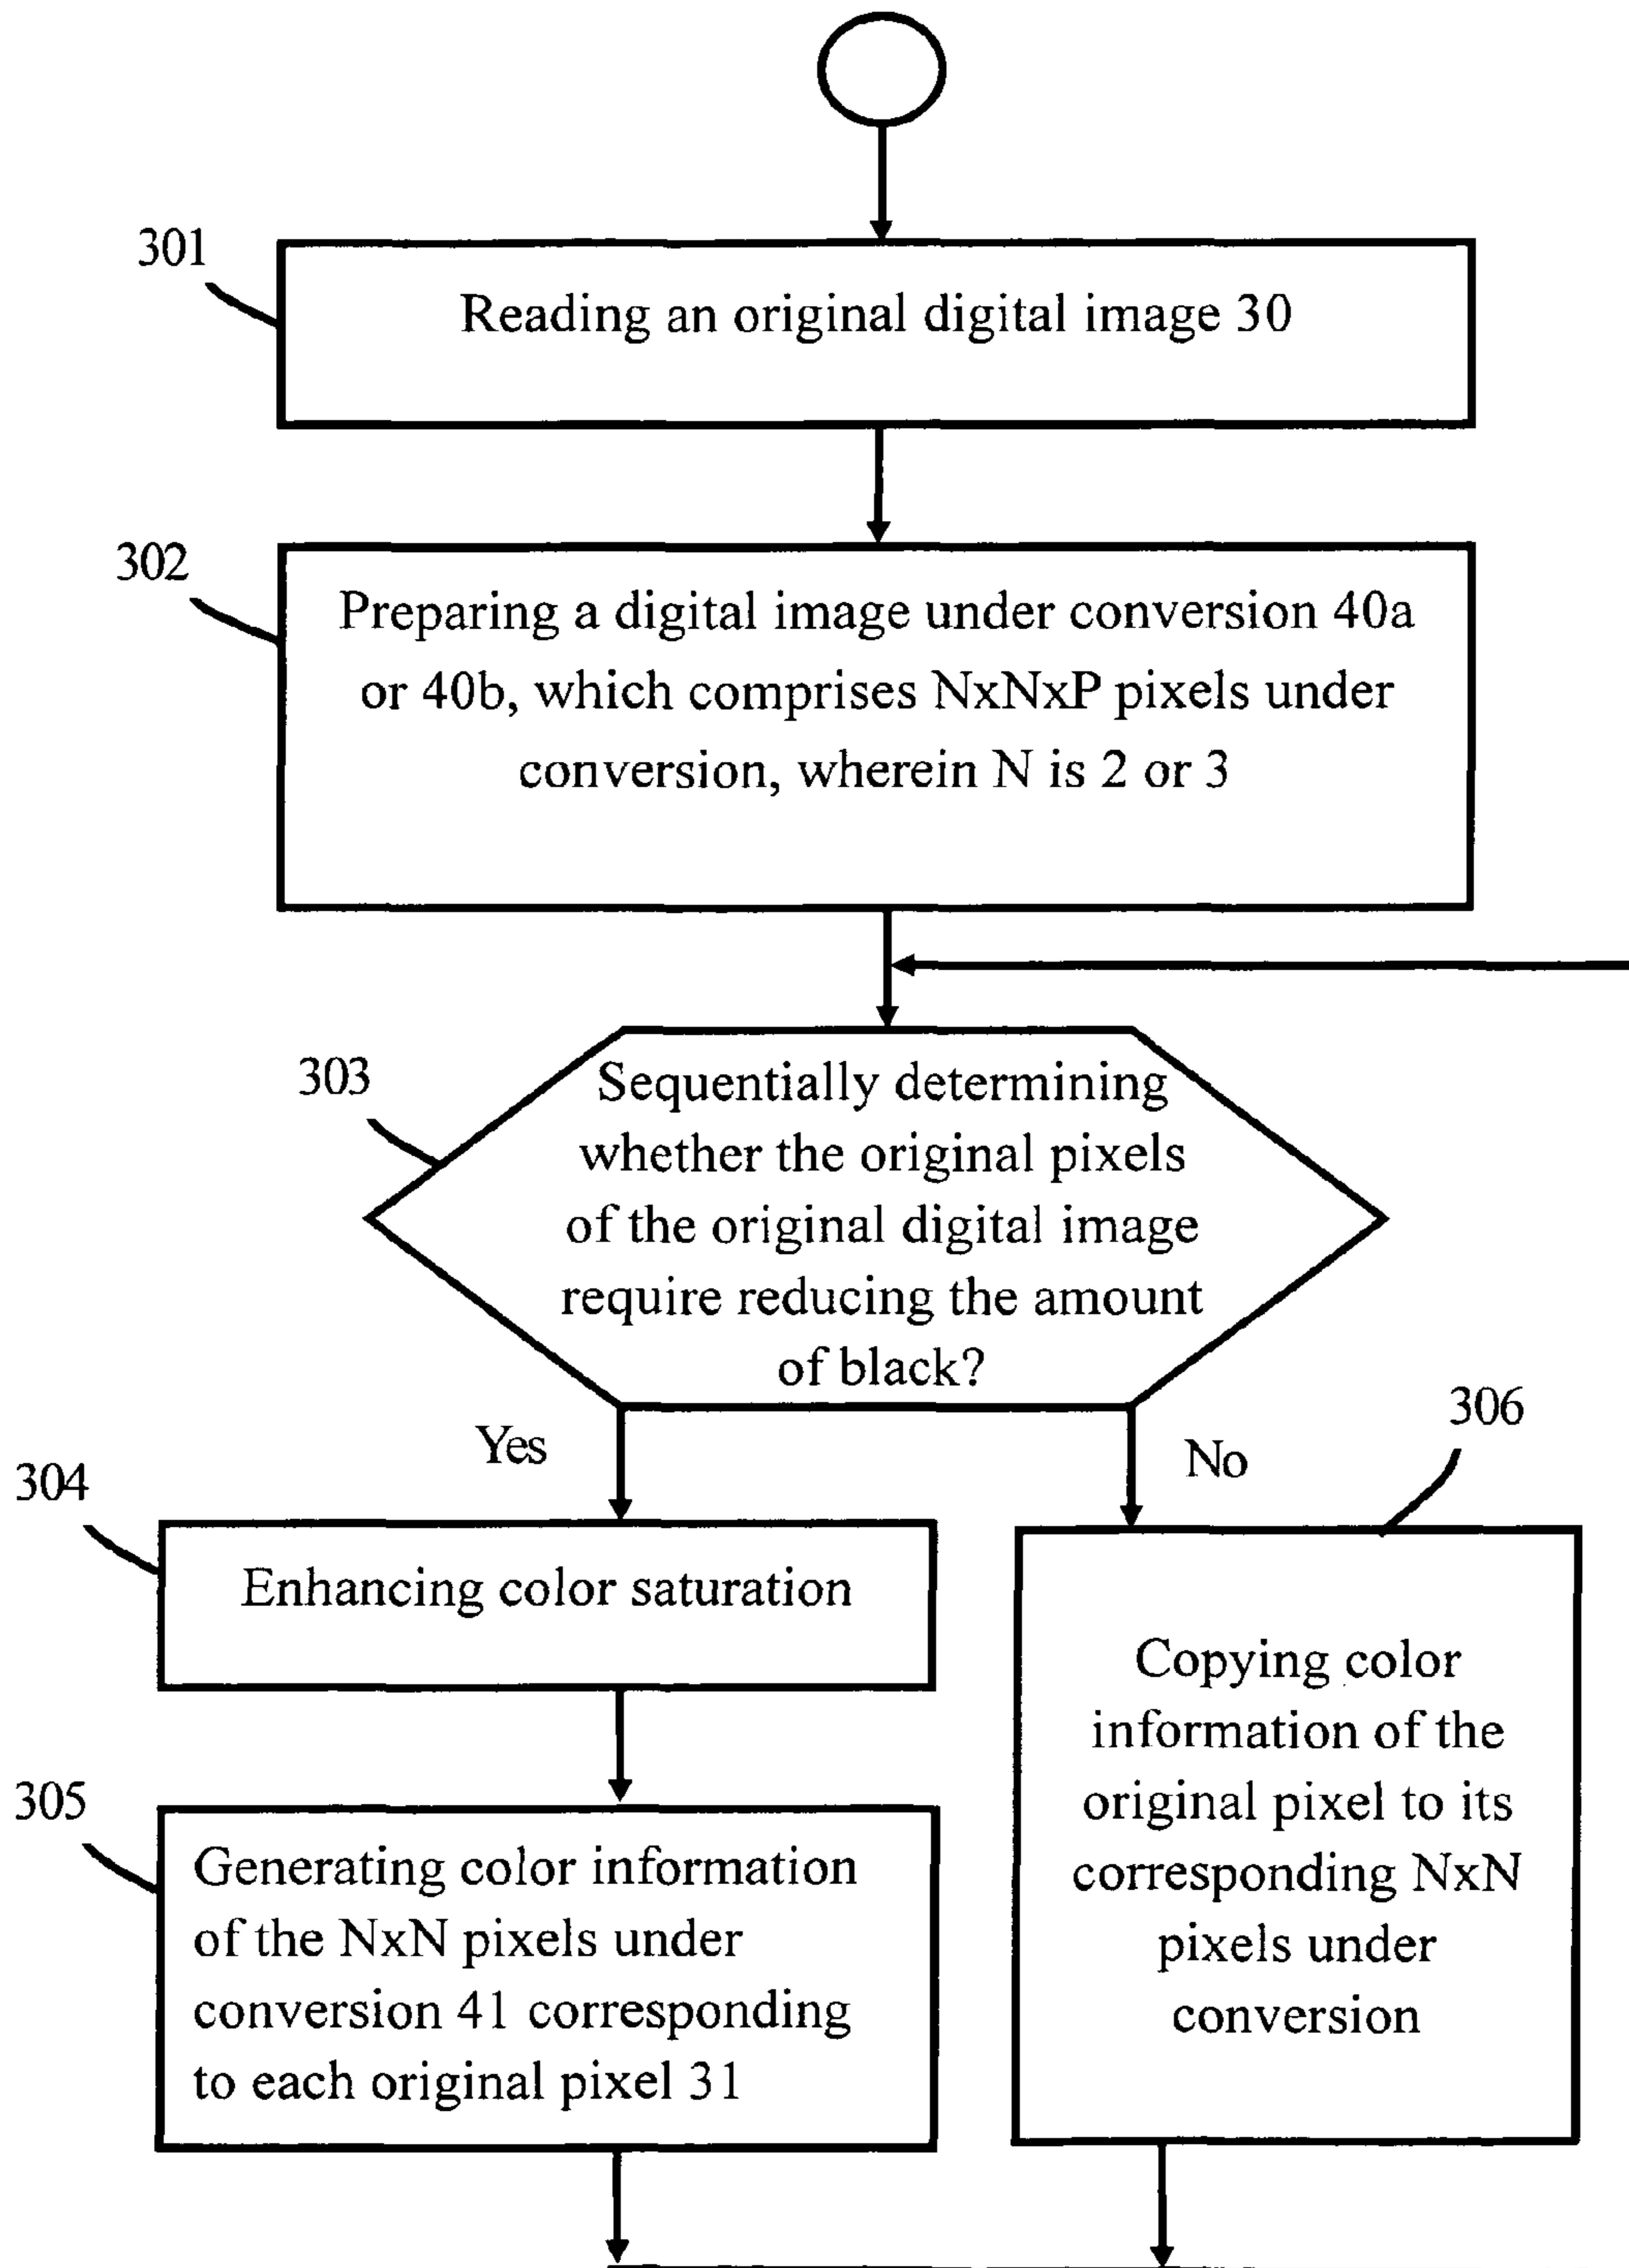 301
Reading an original digital image 30
302
Preparing a digital image under conversion 40a
or 40b, which comprises NxNxP pixels under
conversion, wherein N is 2 or 3
303
Sequentially determining
whether the original pixels
of the original digital image
require reducing the amount
of black?
Yes
No
306
304
Enhancing color saturation
305
Generating color information
of the NxN pixels under
conversion 41 corresponding
to each original pixel 31
Copying color
information of the
original pixel to its
corresponding NxN
pixels under
conversion